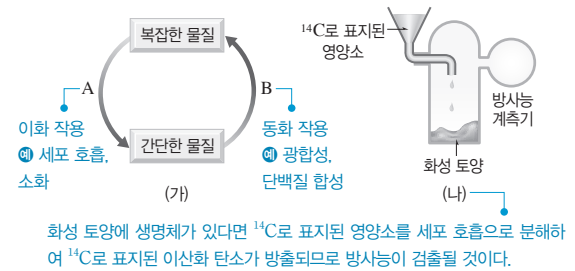 복잡한 물질
A
B
이화 작용
예 세포 호흡,
소화
간단한 물질
동화 작용
예 광합성,
단백질 합성
(가)
¹⁴C로 표지된
영양소
방사능
계측기
화성 토양
(나)
화성 토양에 생명체가 있다면 ¹⁴C로 표지된 영양소를 세포 호흡으로 분해하
여 ¹⁴C로 표지된 이산화 탄소가 방출되므로 방사능이 검출될 것이다.